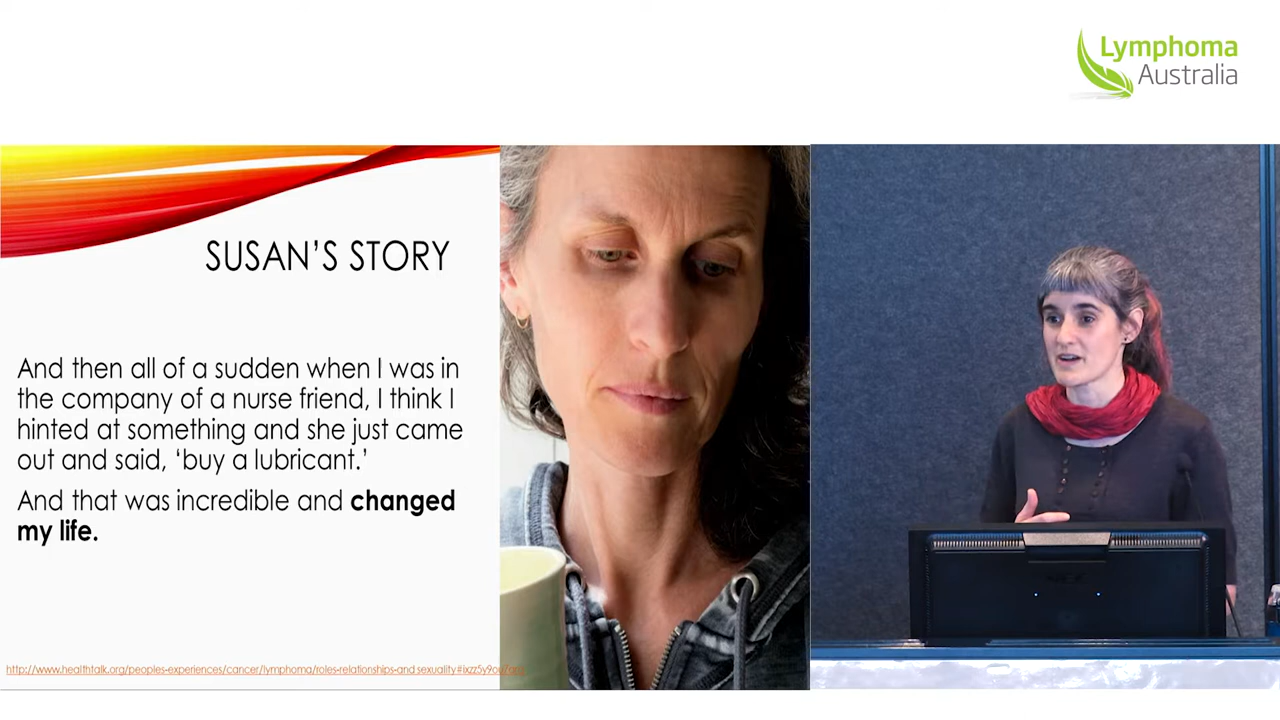 Lymphoma
Australia
SUSAN'S STORY
And then all of a sudden when I was in
the company of a nurse friend, I think I
hinted at something and she just came
out and said, 'buy a lubricant.'
And that was incredible and changed
my life.
http://www.healthtalk.org/peoples-experiences/cancer/lymphoma/roles-relationships-and sexuality